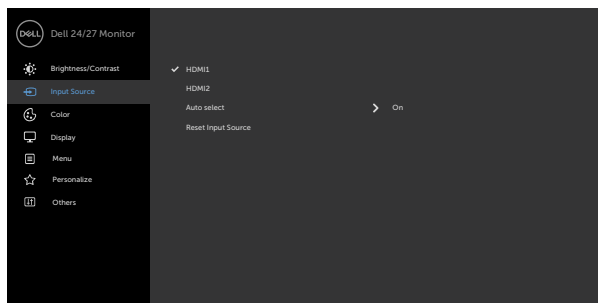 DELL
Dell 24/27 Monitor
Brightness/Contrast
Input Source
Color
Display
Menu
Personalize
Others
✓ HDMI1
HDMI2
Auto select > On
Reset Input Source